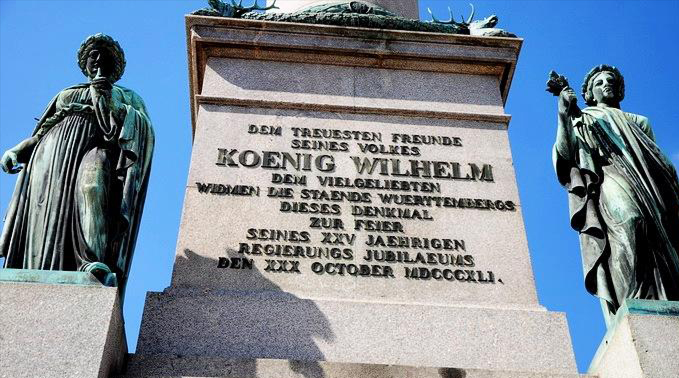 DEM TREUESTEN FREUNDE
SEINES VOLKES
KOENIG WILHELM
DEM VIELGELIEBTEN
WIDMEN DIE STAENDE WUERTTEMBERGS
DIESES DENKMAL
ZUR FEIER
SEINES XXV JAEHRIGEN
REGIERUNGS JUBILAEUMS
DEN XXX OCTOBER MDCCCXLI.